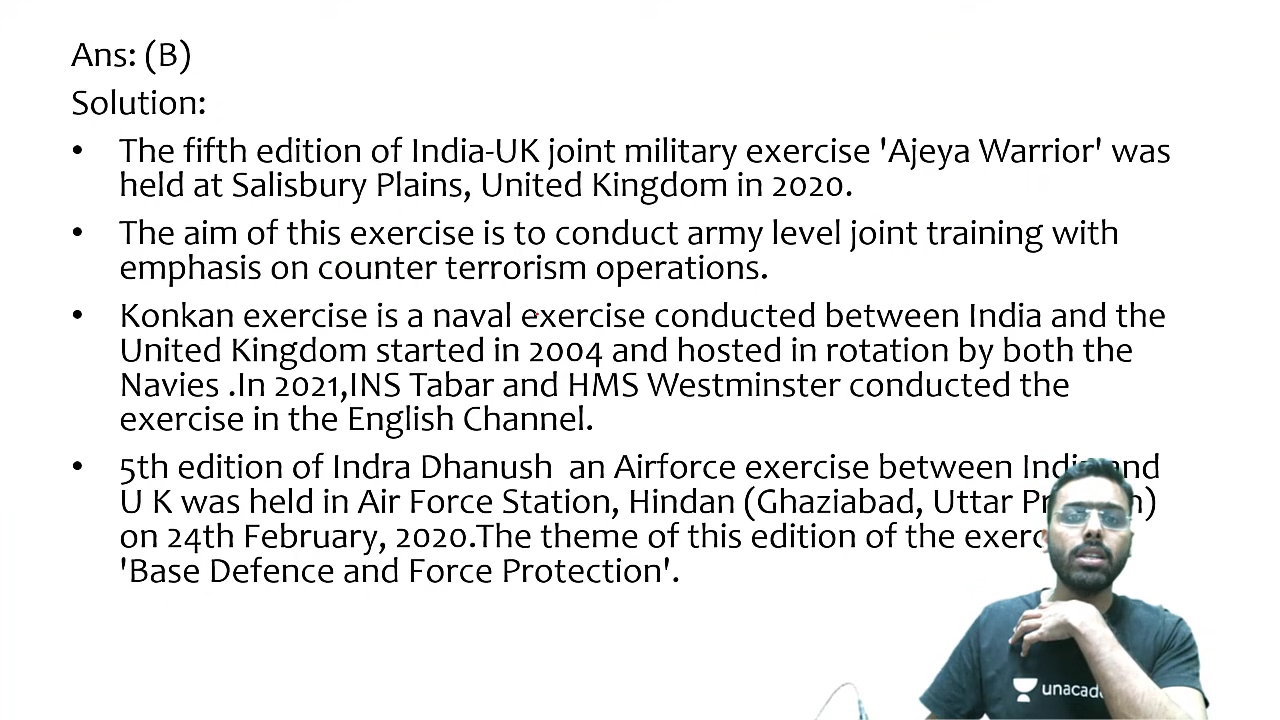 Ans: (B)
Solution:
• The fifth edition of India-UK joint military exercise 'Ajeya Warrior' was
held at Salisbury Plains, United Kingdom in 2020.
• The aim of this exercise is to conduct army level joint training with
emphasis on counter terrorism operations.
• Konkan exercise is a naval exercise conducted between India and the
United Kingdom started in 2004 and hosted in rotation by both the
Navies .In 2021,INS Tabar and HMS Westminster conducted the
exercise in the English Channel.
• 5th edition of Indra Dhanush an Airforce exercise between India and
U K was held in Air Force Station, Hindan (Ghaziabad, Uttar
on 24th February, 2020.The theme of this edition of the
'Base Defence and Force Protection'.